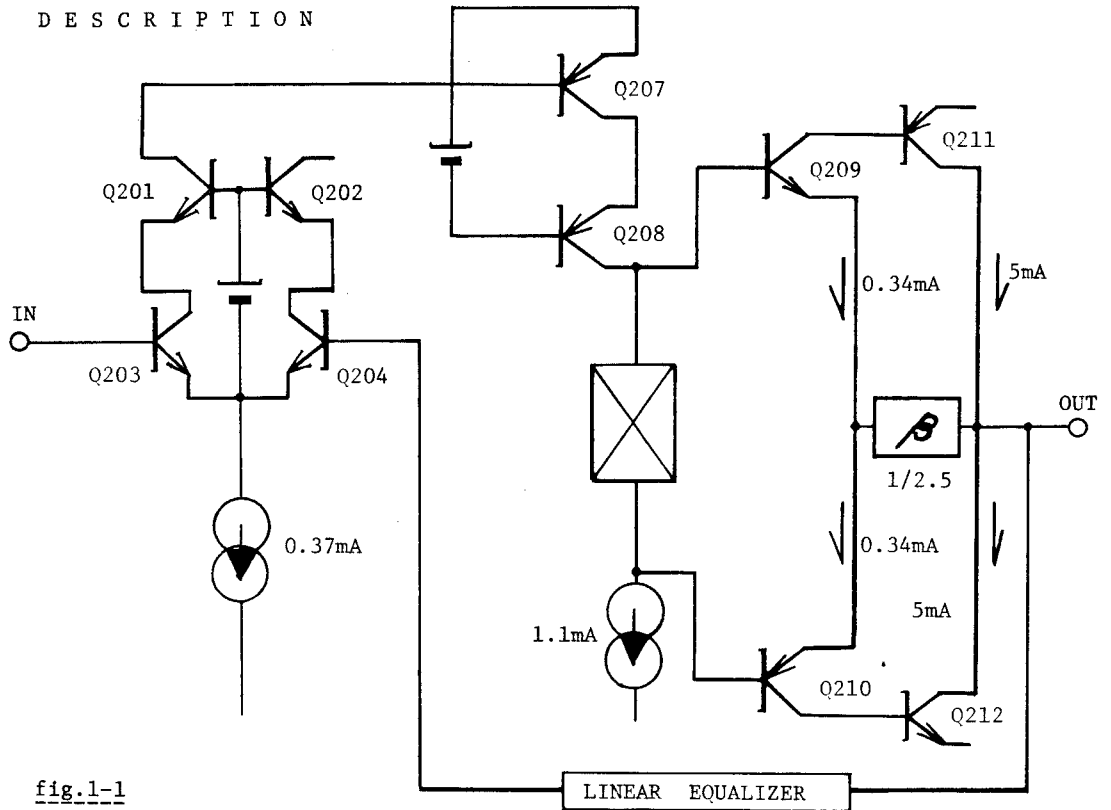 D E S C R I P T I O N
Q207
Q211
Q209
Q201
Q202
Q208
0.34mA
5mA
IN
Q203
Q204
OUT
β
1/2.5
0.37mA
0.34mA
5mA
1.1mA
Q210
Q212
fig.1-1
LINEAR EQUALIZER